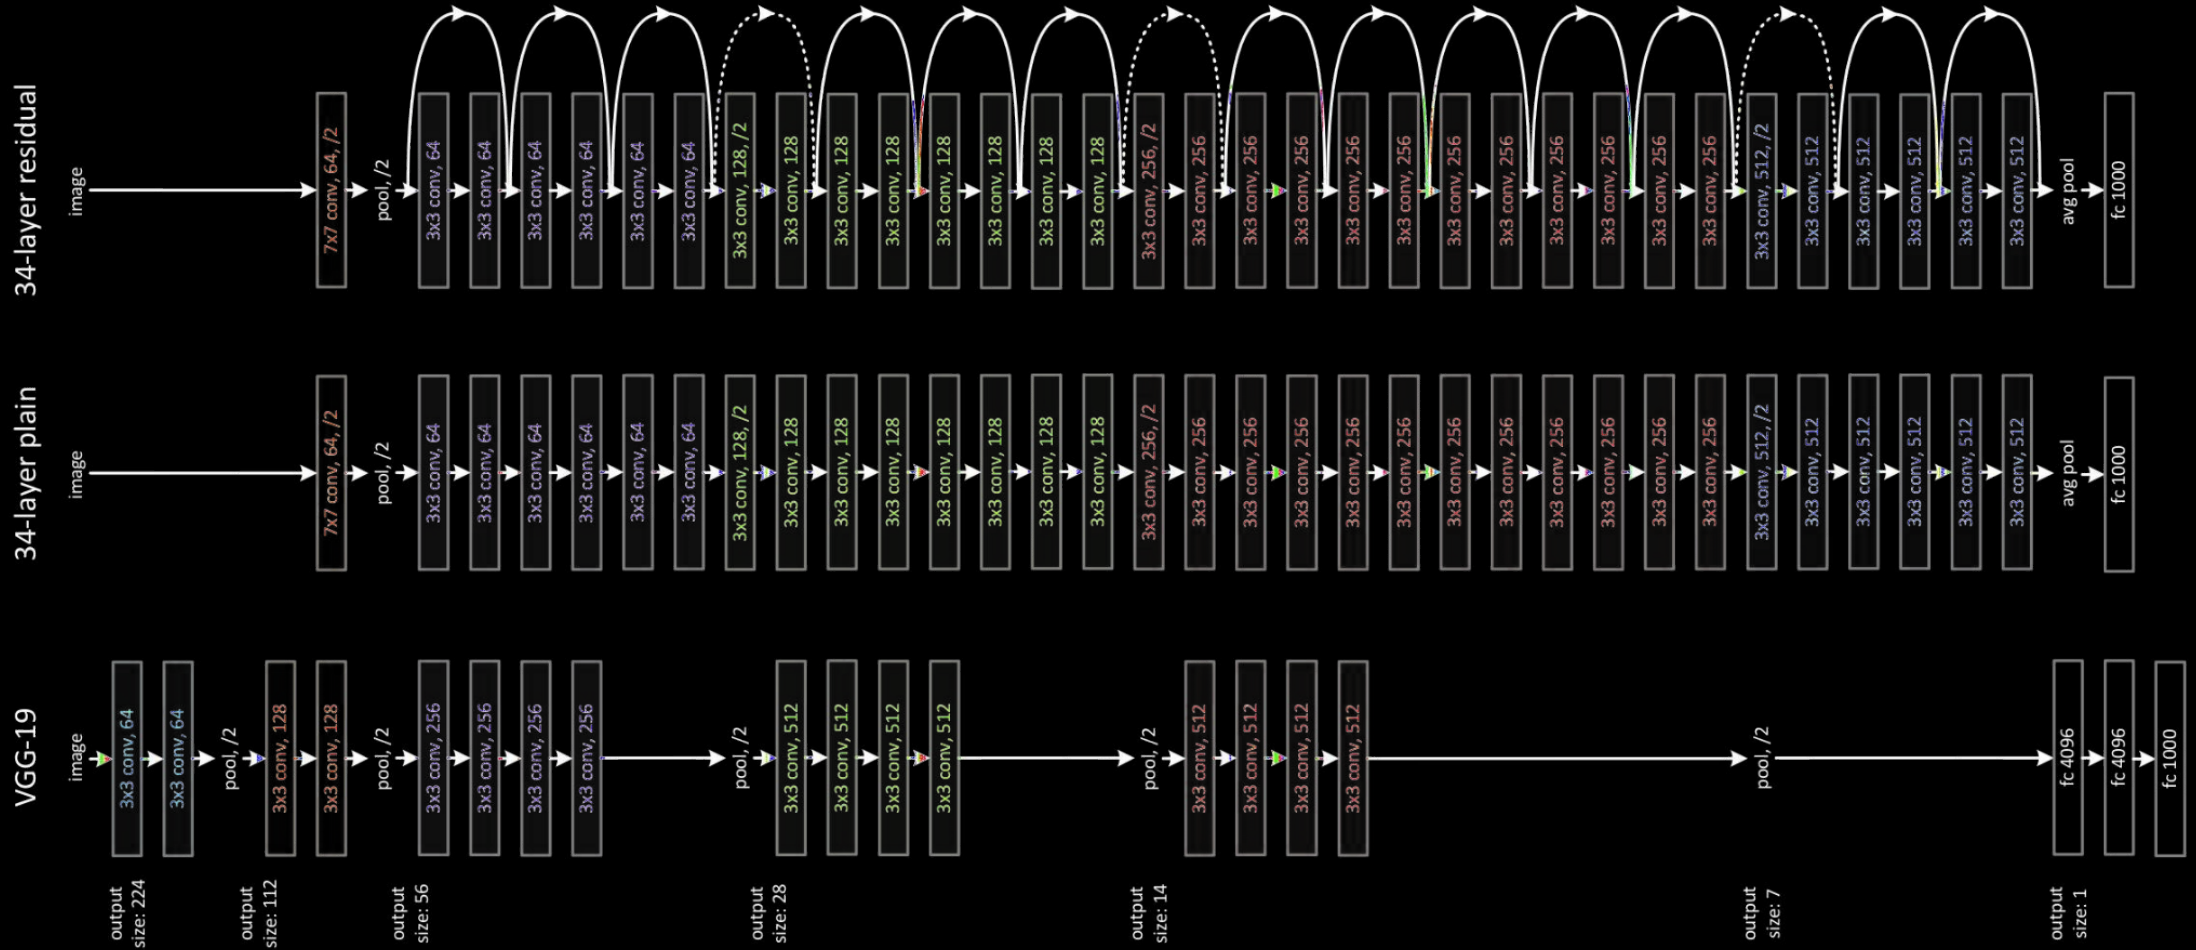 34-layer residual
image
7x7 conv, 64, /2
pool, /2
3x3 conv, 64
3x3 conv, 64
3x3 conv, 64
3x3 conv, 64
3x3 conv, 64
3x3 conv, 64
3x3 conv, 128, /2
3x3 conv, 128
3x3 conv, 128
3x3 conv, 128
3x3 conv, 128
3x3 conv, 128
3x3 conv, 128
3x3 conv, 128
3x3 conv, 256, /2
3x3 conv, 256
3x3 conv, 256
3x3 conv, 256
3x3 conv, 256
3x3 conv, 256
3x3 conv, 256
3x3 conv, 256
3x3 conv, 256
3x3 conv, 256
3x3 conv, 256
3x3 conv, 256
3x3 conv, 512, /2
3x3 conv, 512
3x3 conv, 512
3x3 conv, 512
3x3 conv, 512
3x3 conv, 512
avg pool
fc 1000
34-layer plain
image
7x7 conv, 64, /2
pool, /2
3x3 conv, 64
3x3 conv, 64
3x3 conv, 64
3x3 conv, 64
3x3 conv, 64
3x3 conv, 64
3x3 conv, 128, /2
3x3 conv, 128
3x3 conv, 128
3x3 conv, 128
3x3 conv, 128
3x3 conv, 128
3x3 conv, 128
3x3 conv, 128
3x3 conv, 256, /2
3x3 conv, 256
3x3 conv, 256
3x3 conv, 256
3x3 conv, 256
3x3 conv, 256
3x3 conv, 256
3x3 conv, 256
3x3 conv, 256
3x3 conv, 256
3x3 conv, 256
3x3 conv, 256
3x3 conv, 512, /2
3x3 conv, 512
3x3 conv, 512
3x3 conv, 512
3x3 conv, 512
3x3 conv, 512
avg pool
fc 1000
VGG-19
image
3x3 conv, 64
3x3 conv, 64
pool, /2
3x3 conv, 128
3x3 conv, 128
pool, /2
3x3 conv, 256
3x3 conv, 256
3x3 conv, 256
3x3 conv, 256
pool, /2
3x3 conv, 512
3x3 conv, 512
3x3 conv, 512
3x3 conv, 512
pool, /2
3x3 conv, 512
3x3 conv, 512
3x3 conv, 512
3x3 conv, 512
pool, /2
fc 4096
fc 4096
fc 1000
output
size: 224
output
size: 112
output
size: 56
output
size: 28
output
size: 14
output
size: 7
output
size: 1